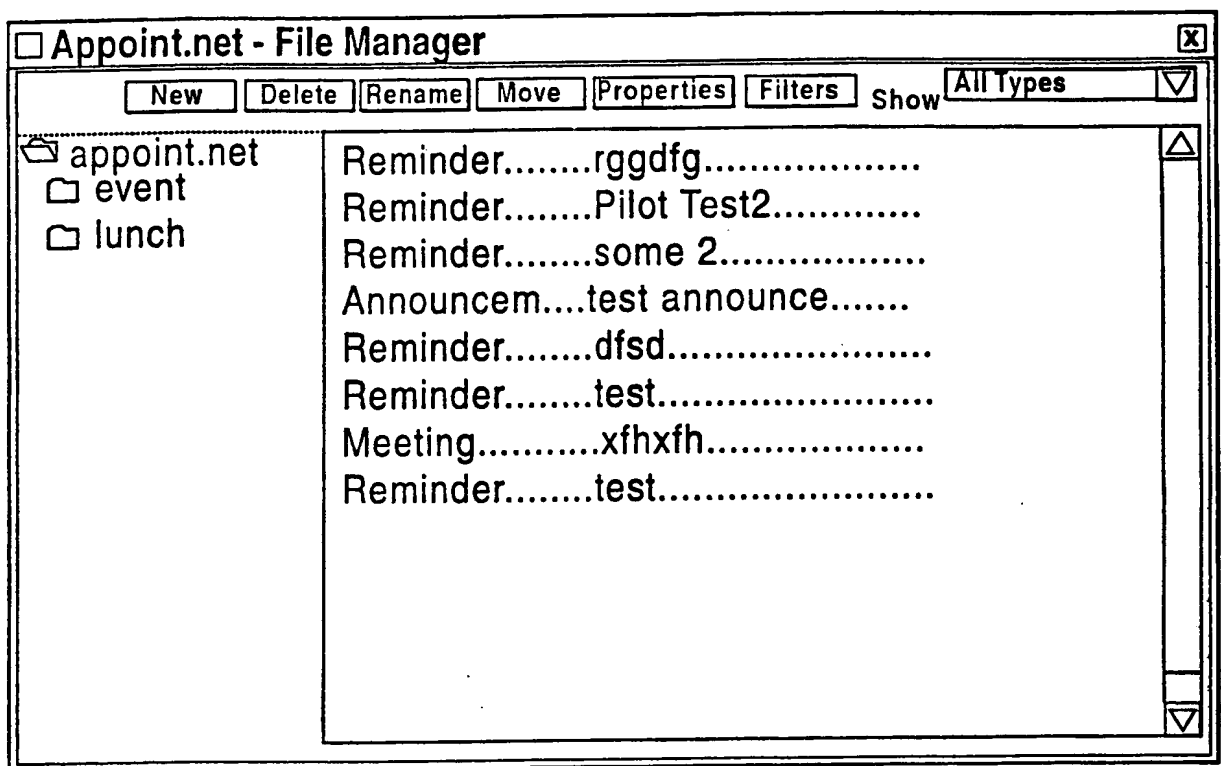 Appoint.net - File Manager
New Delete Rename Move Properties Filters Show All Types
appoint.net
event
lunch
Reminder........rggdfg..................
Reminder........Pilot Test2.............
Reminder........some 2..................
Announcem....test announce.......
Reminder........dfsd.......................
Reminder........test........................
Meeting...........xfhxfh...................
Reminder........test........................